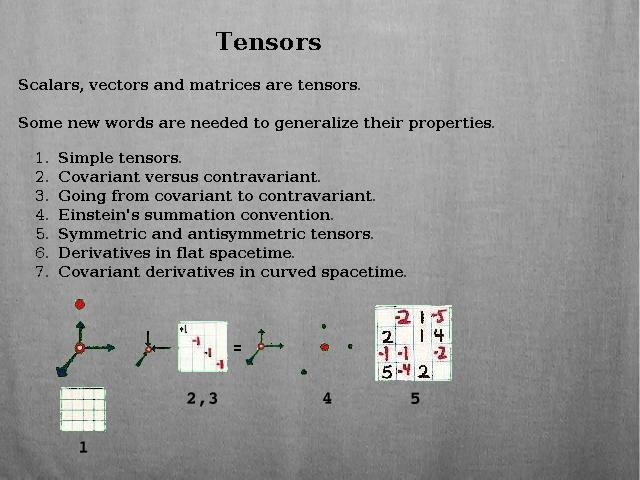 Tensors
Scalars, vectors and matrices are tensors.
Some new words are needed to generalize their properties.
1. Simple tensors.
2. Covariant versus contravariant.
3. Going from covariant to contravariant.
4. Einstein's summation convention.
5. Symmetric and antisymmetric tensors.
6. Derivatives in flat spacetime.
7. Covariant derivatives in curved spacetime.
+1
-1
-1
-1
=
-2 1 -5
2 1 4
-1 -1 -2
5 -4 2
2,3 4 5
1